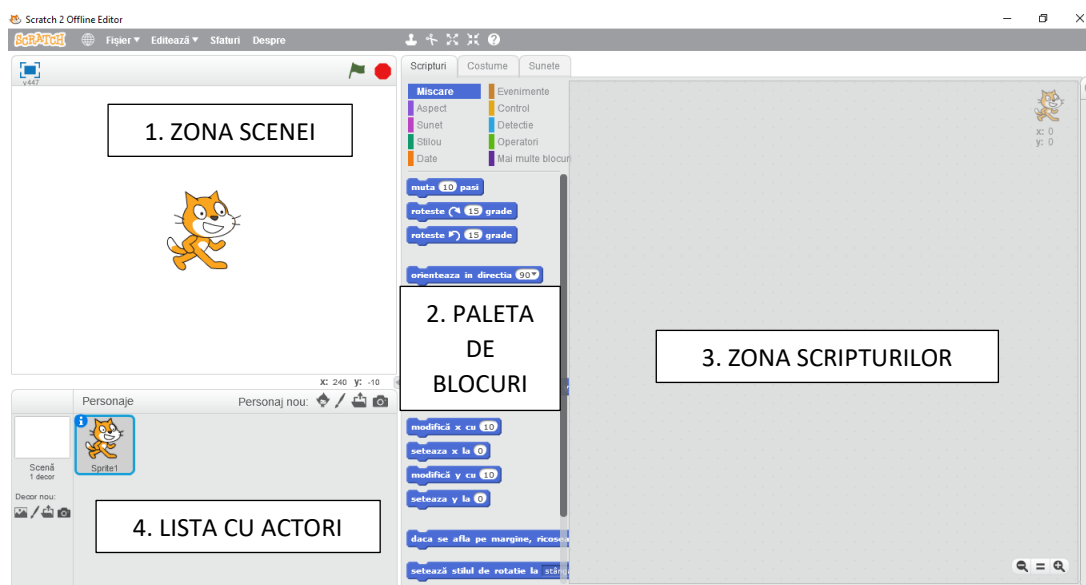 Scratch 2 Offline Editor
SCRATCH Fișier Editează Sfaturi Despre
v447
1. ZONA SCENEI
x: 240 y: -10
Personaje Personaj nou:
Scenă
1 decor
Sprite1
Decor nou:
4. LISTA CU ACTORI
Scripturi Costume Sunete
Miscare Evenimente
Aspect Control
Sunet Detectie
Stilou Operatori
Date Mai multe blocur
muta 10 pasi
roteste 15 grade
roteste 15 grade
orienteaza in directia 90
2. PALETA
DE
BLOCURI
modifică x cu 10
seteaza x la 0
modifică y cu 10
seteaza y la 0
daca se afla pe margine, ricosea
setează stilul de rotatie la stâng
x: 0
y: 0
3. ZONA SCRIPTURILOR